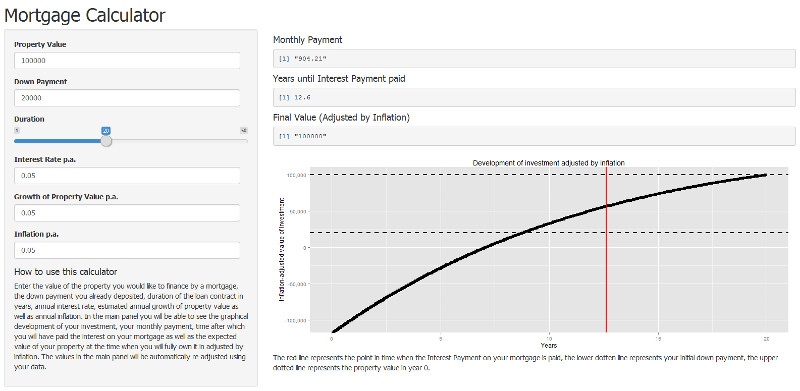 Mortgage Calculator
Property Value
100000
Down Payment
20000
Duration
20
Interest Rate p.a.
0.05
Growth of Property Value p.a.
0.05
Inflation p.a.
0.05
How to use this calculator
Enter the value of the property you would like to finance by a mortgage,
the down payment you already deposited, duration of the loan contract in
years, annual interest rate, estimated annual growth of property value as
well as annual inflation. In the main panel you will be able to see the graphical
development of your investment, your monthly payment, time after which
you will have paid the interest on your mortgage as well as the expected
value of your property at the time when you will fully own it in adjusted by
inflation. The values in the main panel will be automatically re adjusted using
your data.
Monthly Payment
[1] "904.21"
Years until Interest Payment paid
[1] 12.6
Final Value (Adjusted by Inflation)
[1] "100000"
Development of investment adjusted by inflation
Inflation-adjusted value of investment
100,000
50,000
0
-50,000
-100,000
0 5 10 15 20
Years
The red line represents the point in time when the Interest Payment on your mortgage is paid, the lower dotten line represents your initial down payment, the upper
dotted line represents the property value in year 0.